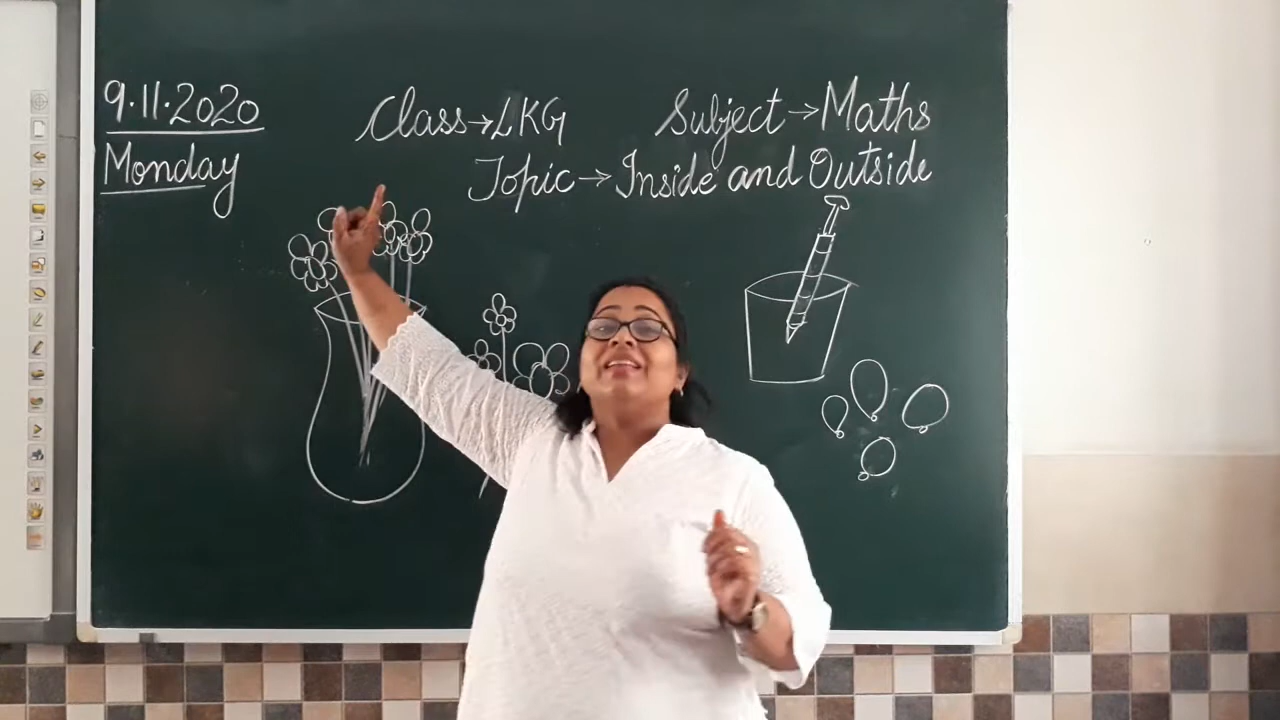 9.11.2020
Monday
Class→LKG
Subject→Maths
Topic→Inside and Outside